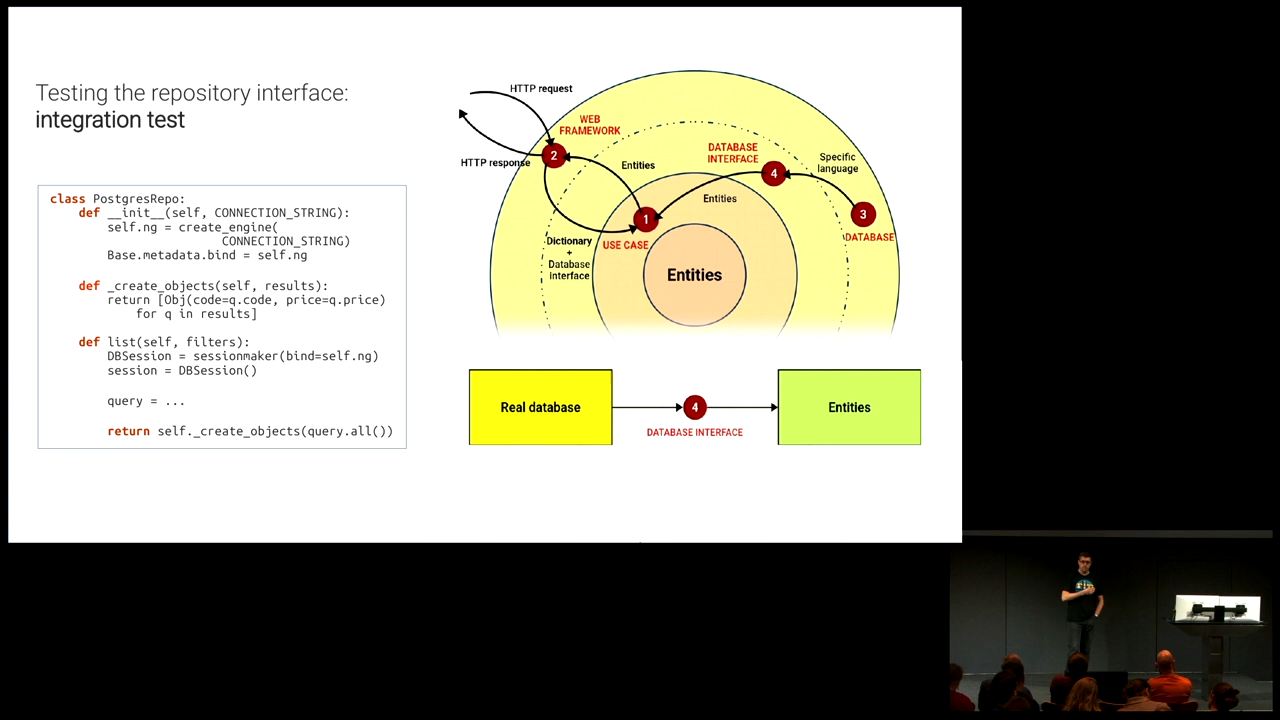 Testing the repository interface:
integration test
class PostgresRepo:
def __init__(self, CONNECTION_STRING):
self.ng = create_engine(
CONNECTION_STRING)
Base.metadata.bind = self.ng
def _create_objects(self, results):
return [Obj(code=q.code, price=q.price)
for q in results]
def list(self, filters):
DBSession = sessionmaker(bind=self.ng)
session = DBSession()
query = ...
return self._create_objects(query.all())
HTTP request
WEB
FRAMEWORK
2
HTTP response
Entities
DATABASE
INTERFACE
4
Specific
language
Entities
3
DATABASE
1
USE CASE
Dictionary
+
Database
interface
Entities
Real database
4
DATABASE INTERFACE
Entities